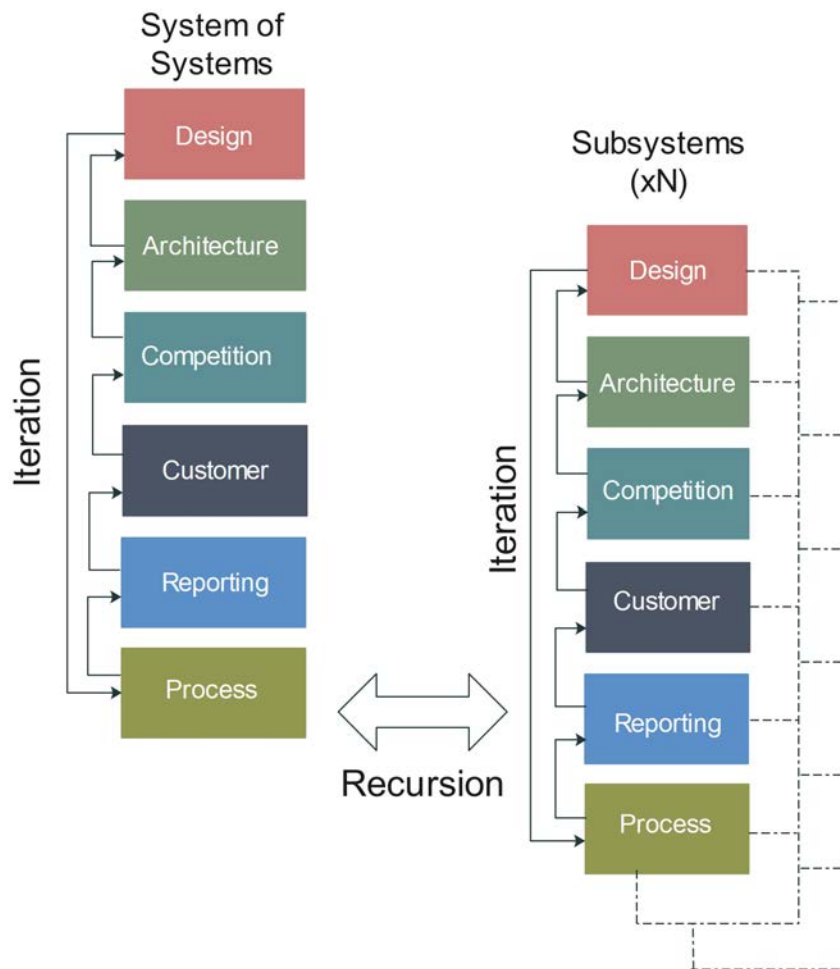 System of
Systems
Design
Architecture
Competition
Customer
Reporting
Process
Iteration
Recursion
Subsystems
(xN)
Design
Architecture
Competition
Customer
Reporting
Process
Iteration